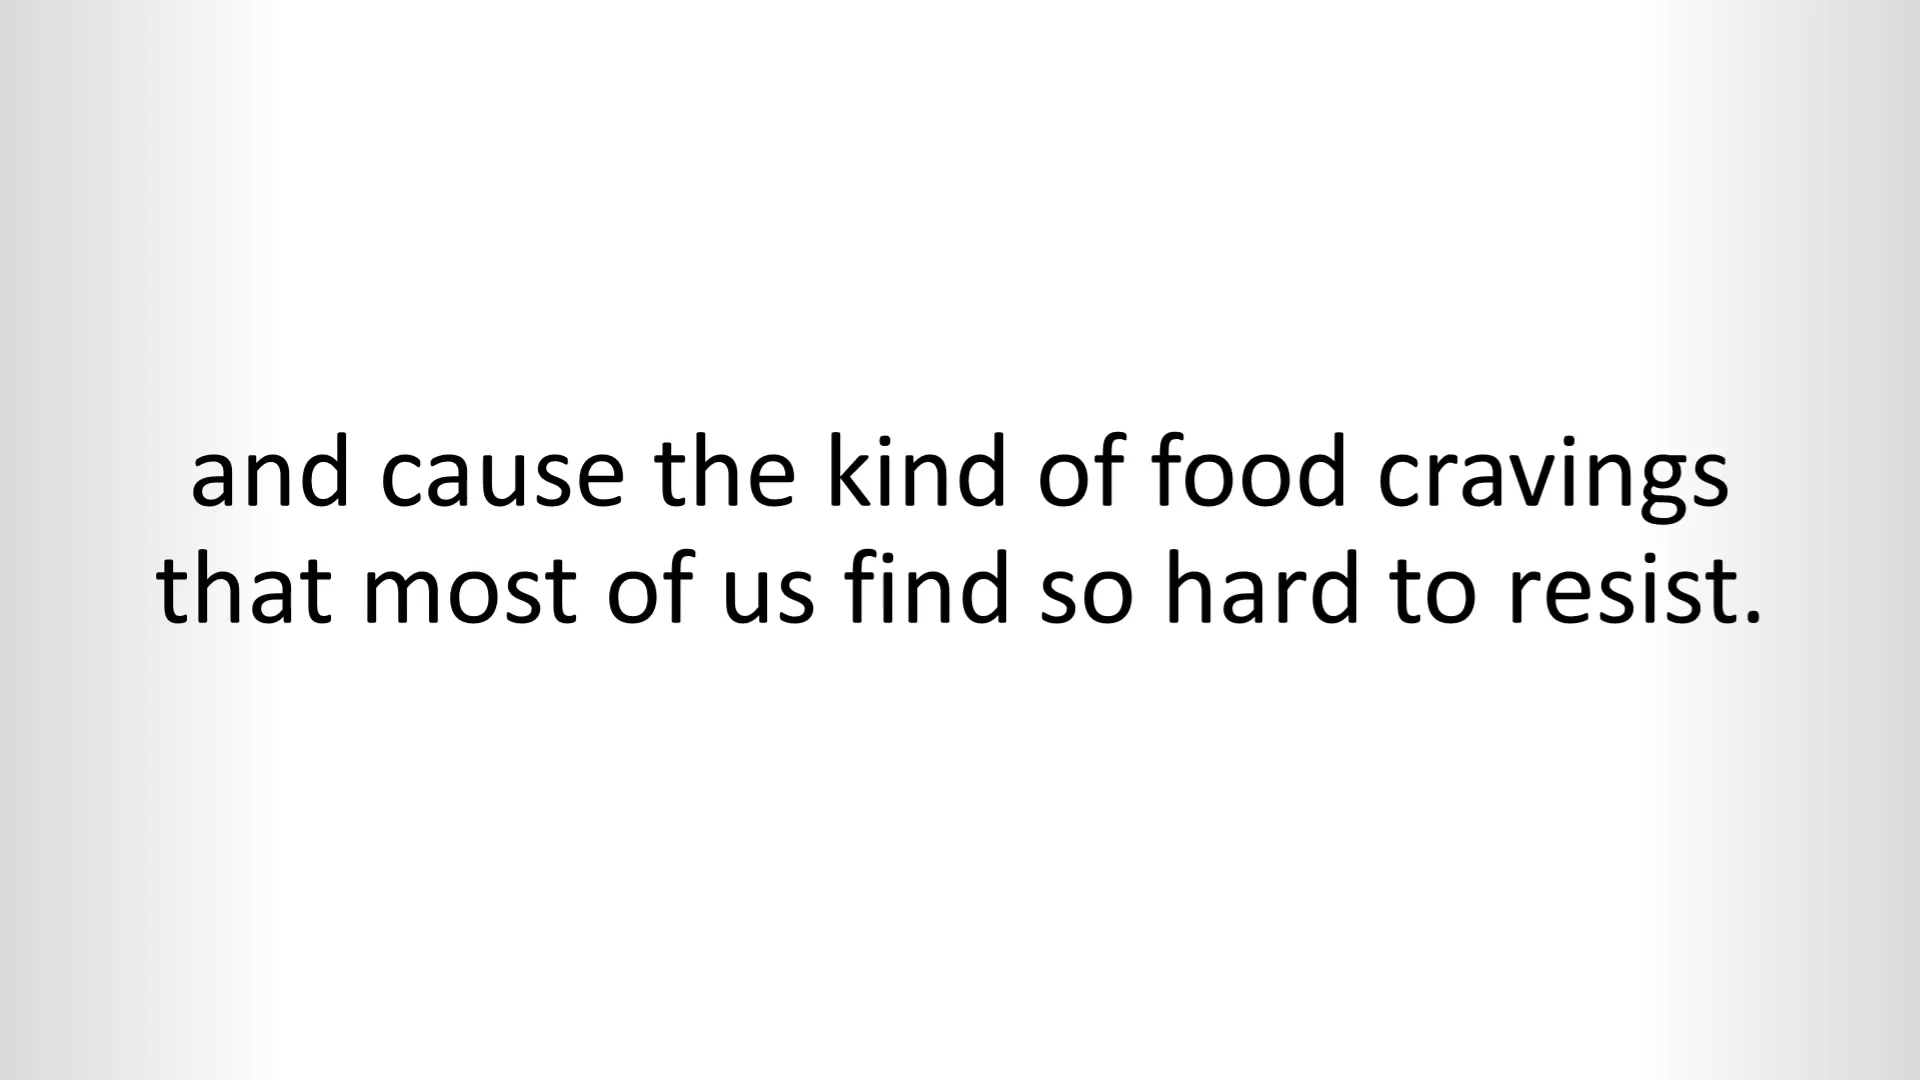 and cause the kind of food cravings
that most of us find so hard to resist.